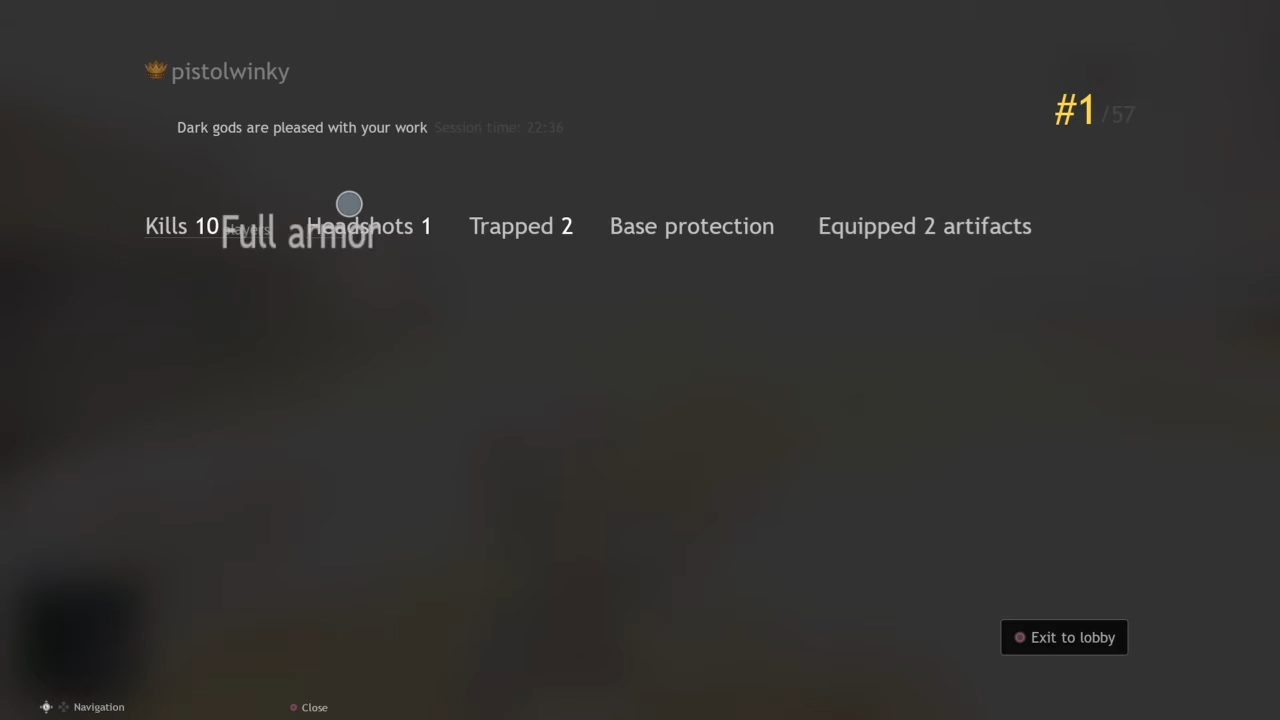 pistolwinky
#1/57
Dark gods are pleased with your work Session time: 22:36
Kills 10 players Full armor Headshots 1 Trapped 2 Base protection Equipped 2 artifacts
Exit to lobby
Navigation Close